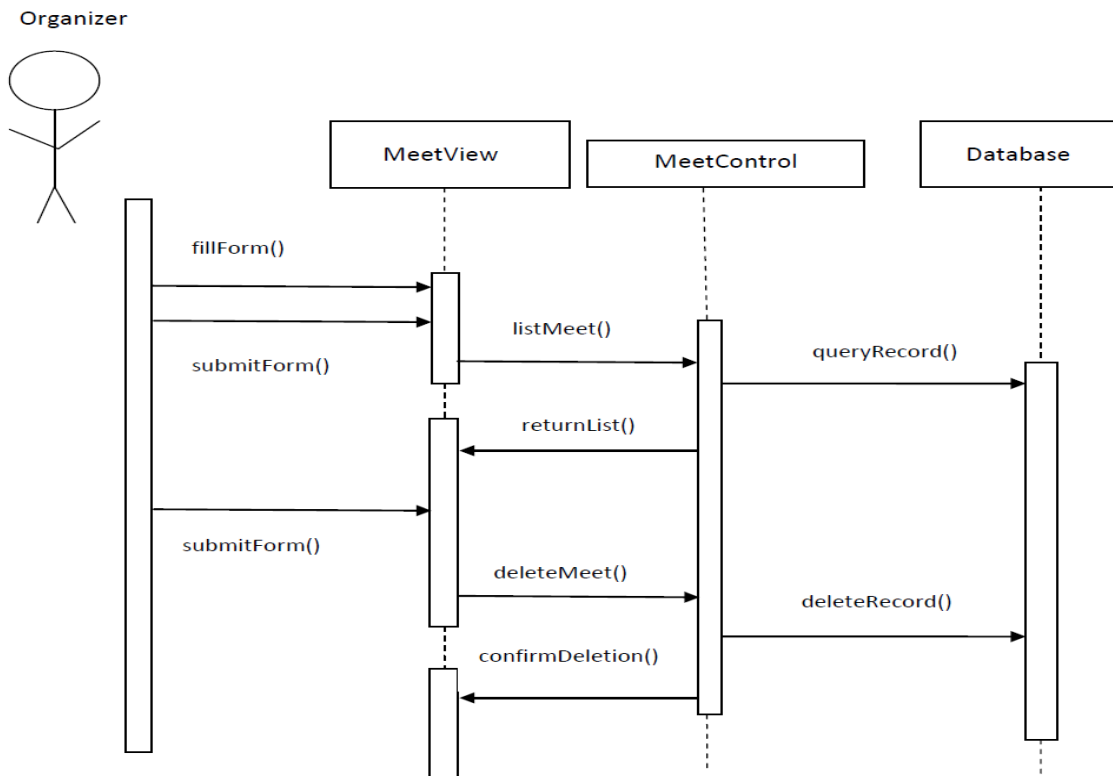 Organizer
MeetView
MeetControl
Database
fillForm()
listMeet()
queryRecord()
submitForm()
returnList()
submitForm()
deleteMeet()
deleteRecord()
confirmDeletion()